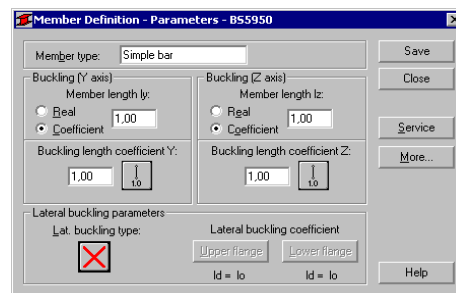 Member Definition - Parameters - BS5950
Member type: Simple bar
Save
Close
Service
More...
Help
Buckling (Y axis)
Member length ly:
Real
Coefficient
1,00
Buckling length coefficient Y:
1,00
1.0
Buckling (Z axis)
Member length lz:
Real
Coefficient
1,00
Buckling length coefficient Z:
1,00
1.0
Lateral buckling parameters
Lat. buckling type:
Lateral buckling coefficient
Upper flange
Lower flange
ld = lo
ld = lo